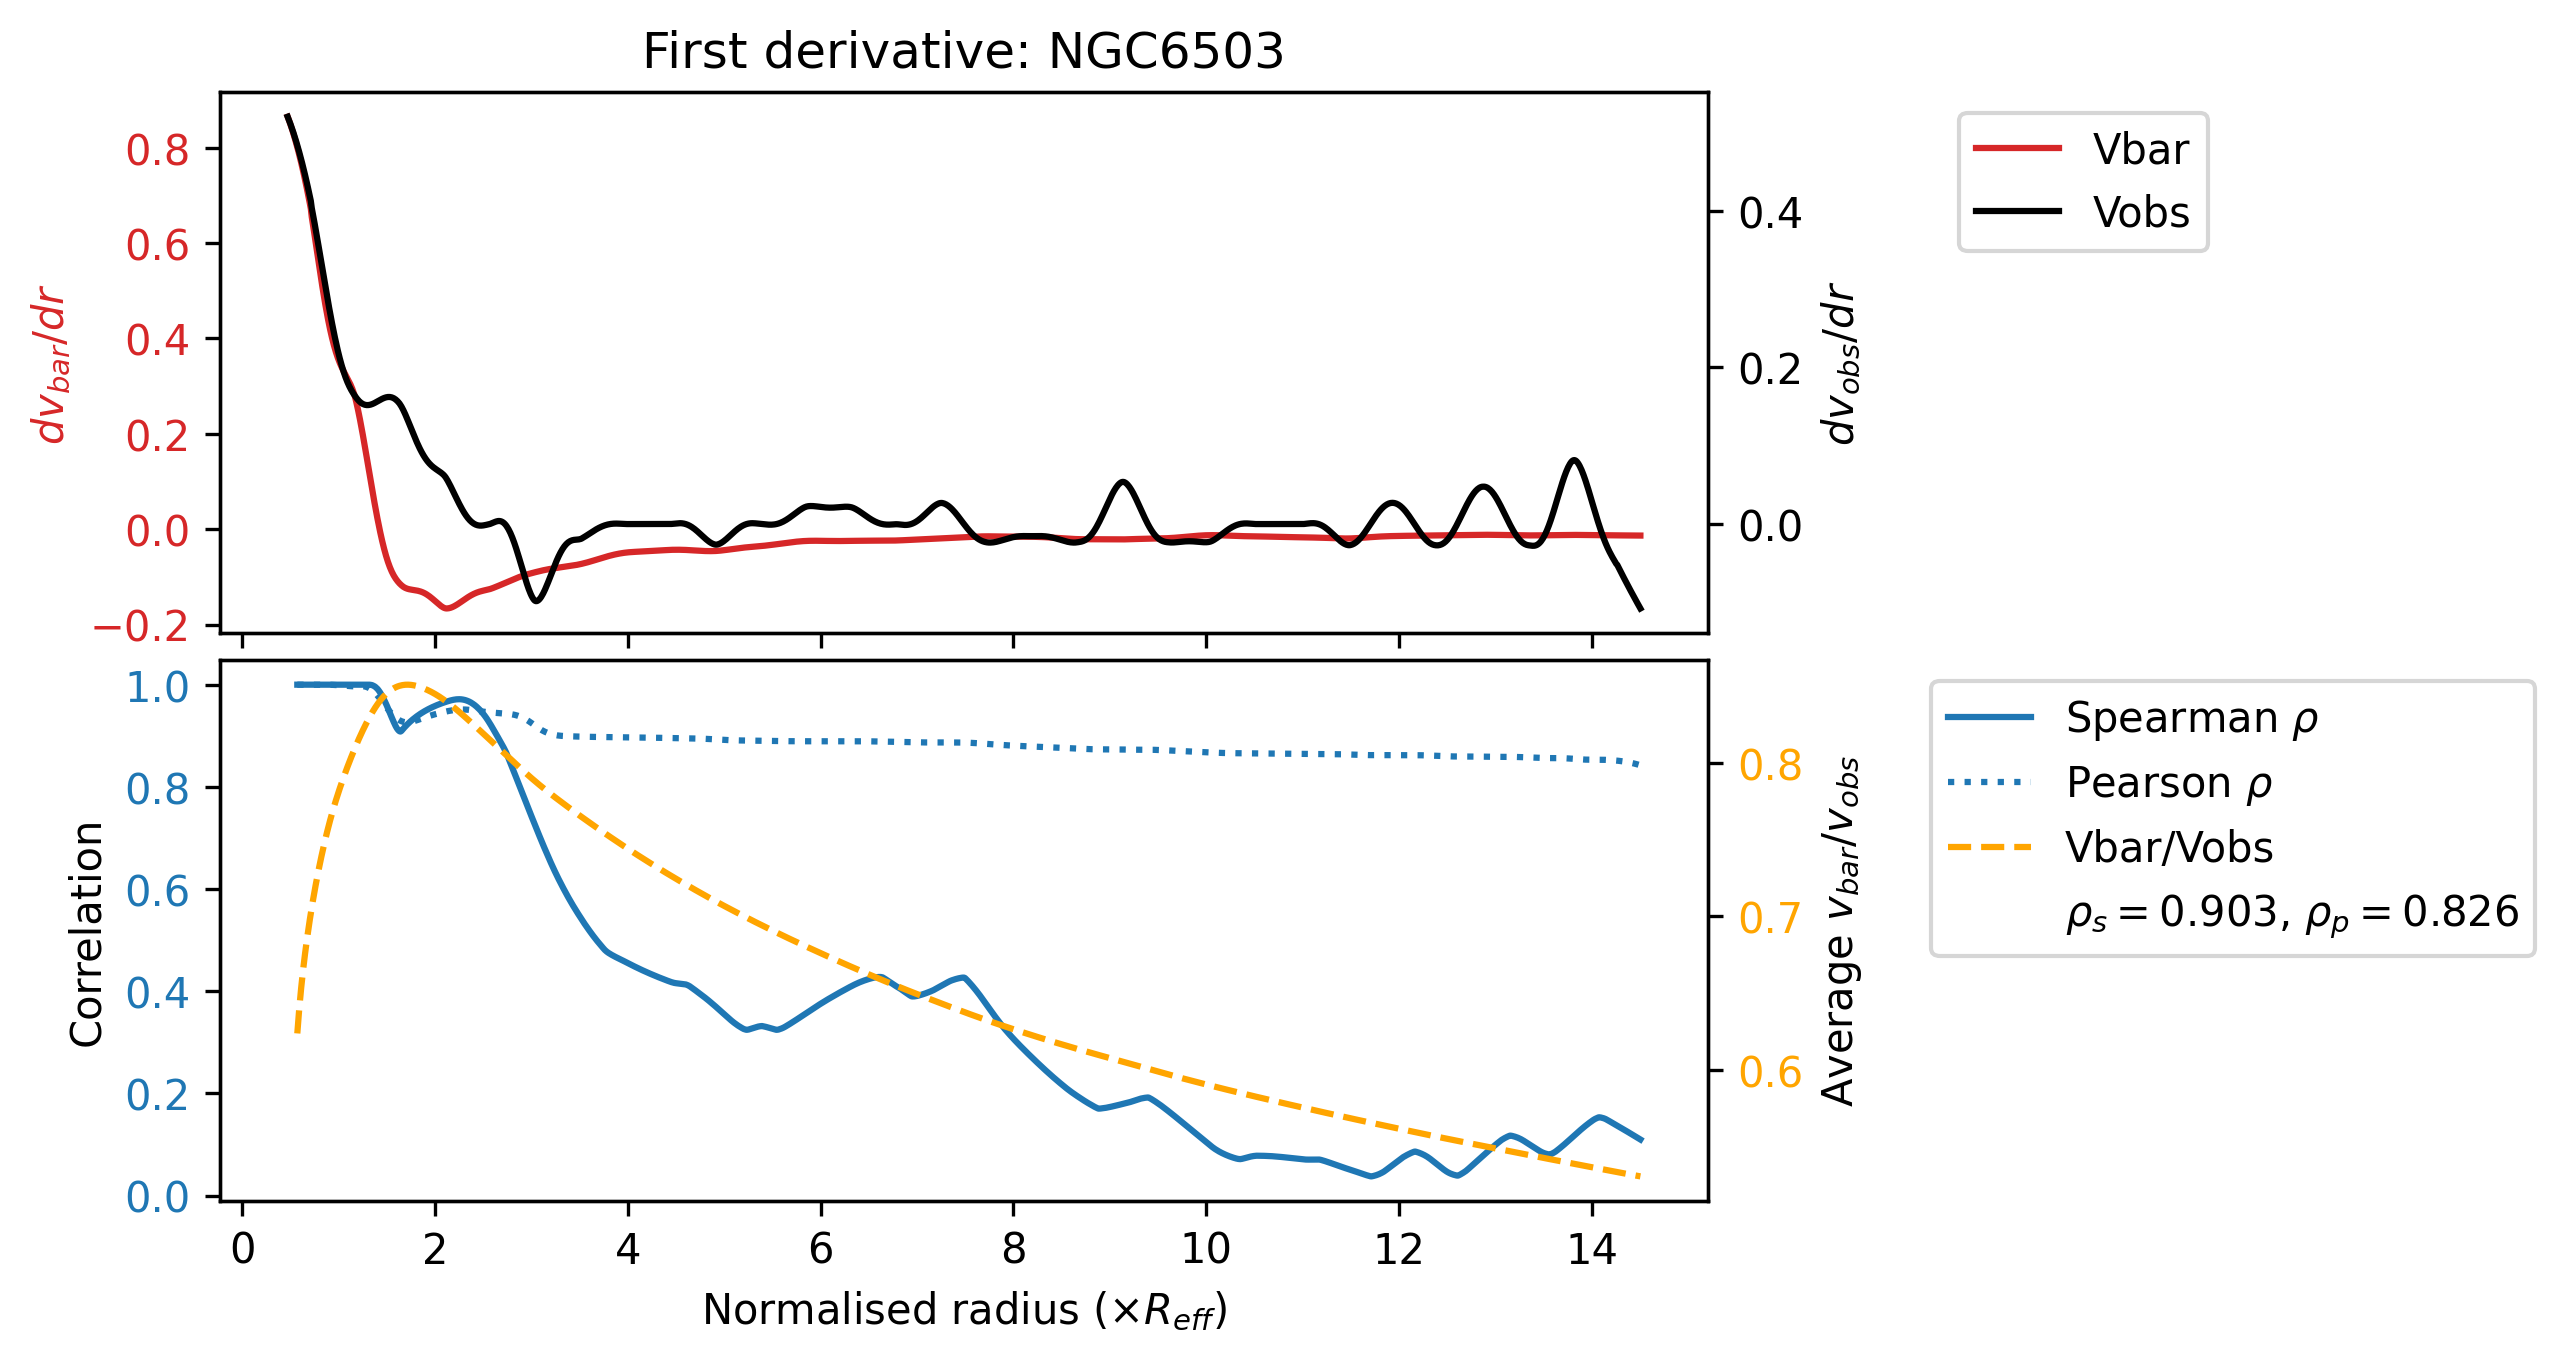 First derivative: NGC6503
dv_bar/dr
0.8
0.6
0.4
0.2
0.0
−0.2
0.4
0.2
0.0
dv_obs/dr
Vbar
Vobs
Correlation
1.0
0.8
0.6
0.4
0.2
0.0
0.8
0.7
0.6
Average v_bar/v_obs
Spearman ρ
Pearson ρ
Vbar/Vobs
ρ_s = 0.903, ρ_p = 0.826
0 2 4 6 8 10 12 14
Normalised radius (×R_eff)